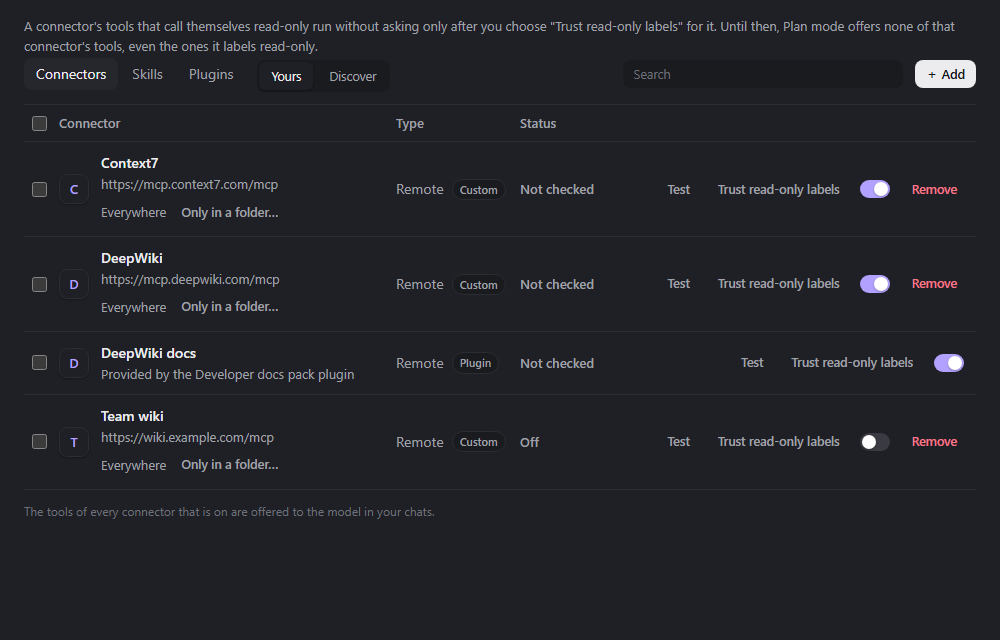 A connector's tools that call themselves read-only run without asking only after you choose "Trust read-only labels" for it. Until then, Plan mode offers none of that
connector's tools, even the ones it labels read-only.
Connectors Skills Plugins Yours Discover Search + Add
Connector Type Status
Context7
C https://mcp.context7.com/mcp Remote Custom Not checked Test Trust read-only labels Remove
Everywhere Only in a folder...
DeepWiki
D https://mcp.deepwiki.com/mcp Remote Custom Not checked Test Trust read-only labels Remove
Everywhere Only in a folder...
DeepWiki docs
D Provided by the Developer docs pack plugin Remote Plugin Not checked Test Trust read-only labels
Team wiki
T https://wiki.example.com/mcp Remote Custom Off Test Trust read-only labels Remove
Everywhere Only in a folder...
The tools of every connector that is on are offered to the model in your chats.